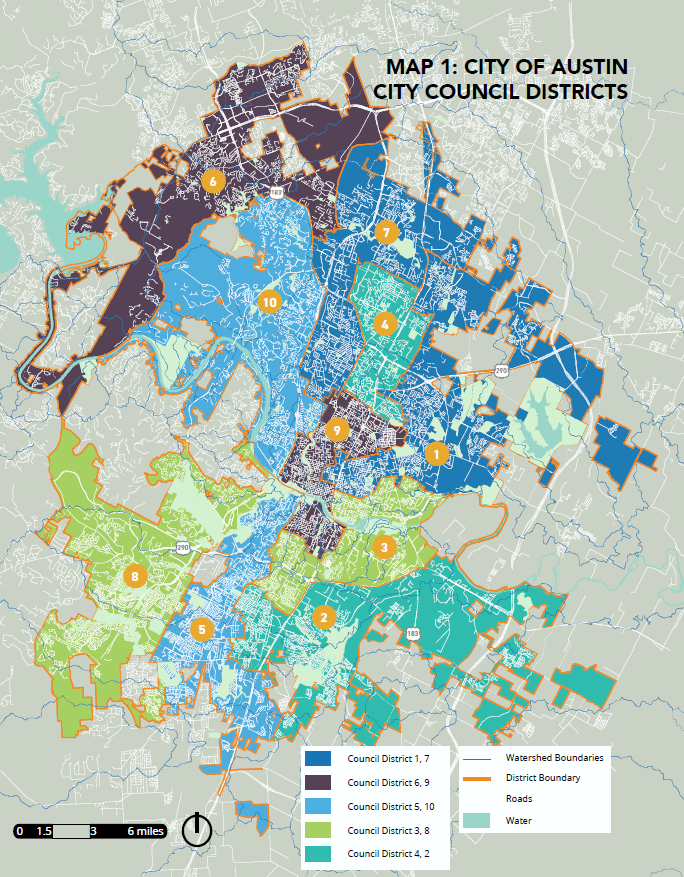 MAP 1: CITY OF AUSTIN
CITY COUNCIL DISTRICTS
6
183
7
10
4
290
9
1
290
3
8
2
5
183
Council District 1, 7
Council District 6, 9
Council District 5, 10
Council District 3, 8
Council District 4, 2
Watershed Boundaries
District Boundary
Roads
Water
0 1.5 3 6 miles